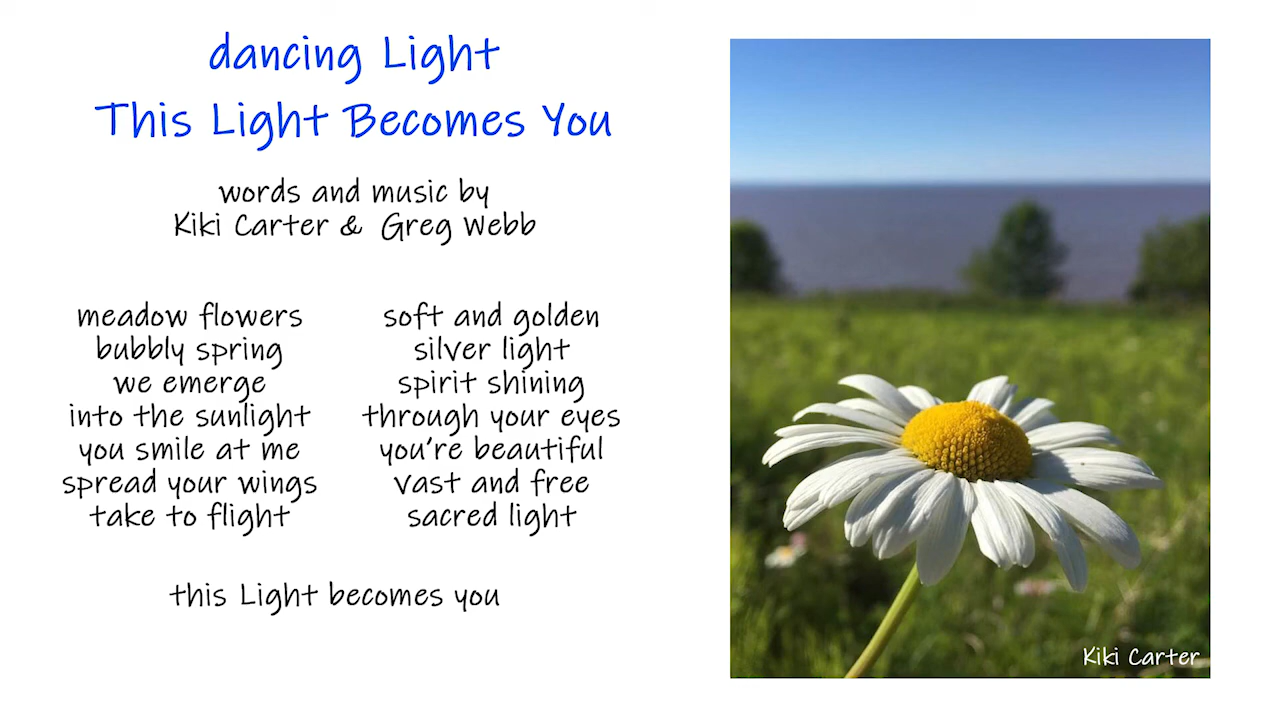 dancing Light
This Light Becomes You
words and music by
Kiki Carter & Greg Webb
meadow flowers
bubbly spring
we emerge
into the sunlight
you smile at me
spread your wings
take to flight
soft and golden
silver light
spirit shining
through your eyes
you're beautiful
vast and free
sacred light
this Light becomes you
Kiki Carter